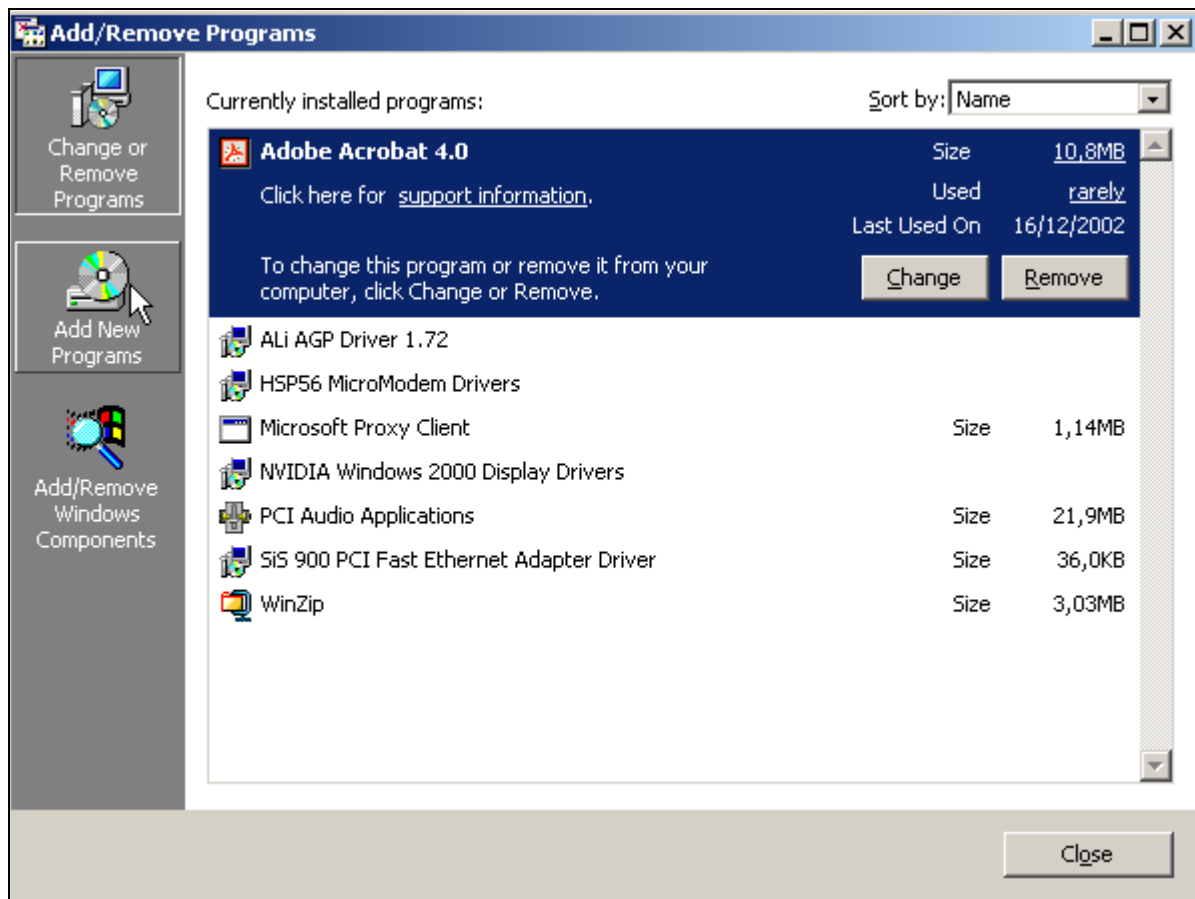 Add/Remove Programs
Change or
Remove
Programs
Add New
Programs
Add/Remove
Windows
Components
Currently installed programs:
Sort by: Name
Adobe Acrobat 4.0 Size 10,8MB
Click here for support information. Used rarely
Last Used On 16/12/2002
To change this program or remove it from your
computer, click Change or Remove.
Change Remove
ALi AGP Driver 1.72
HSP56 MicroModem Drivers
Microsoft Proxy Client Size 1,14MB
NVIDIA Windows 2000 Display Drivers
PCI Audio Applications Size 21,9MB
SiS 900 PCI Fast Ethernet Adapter Driver Size 36,0KB
WinZip Size 3,03MB
Close